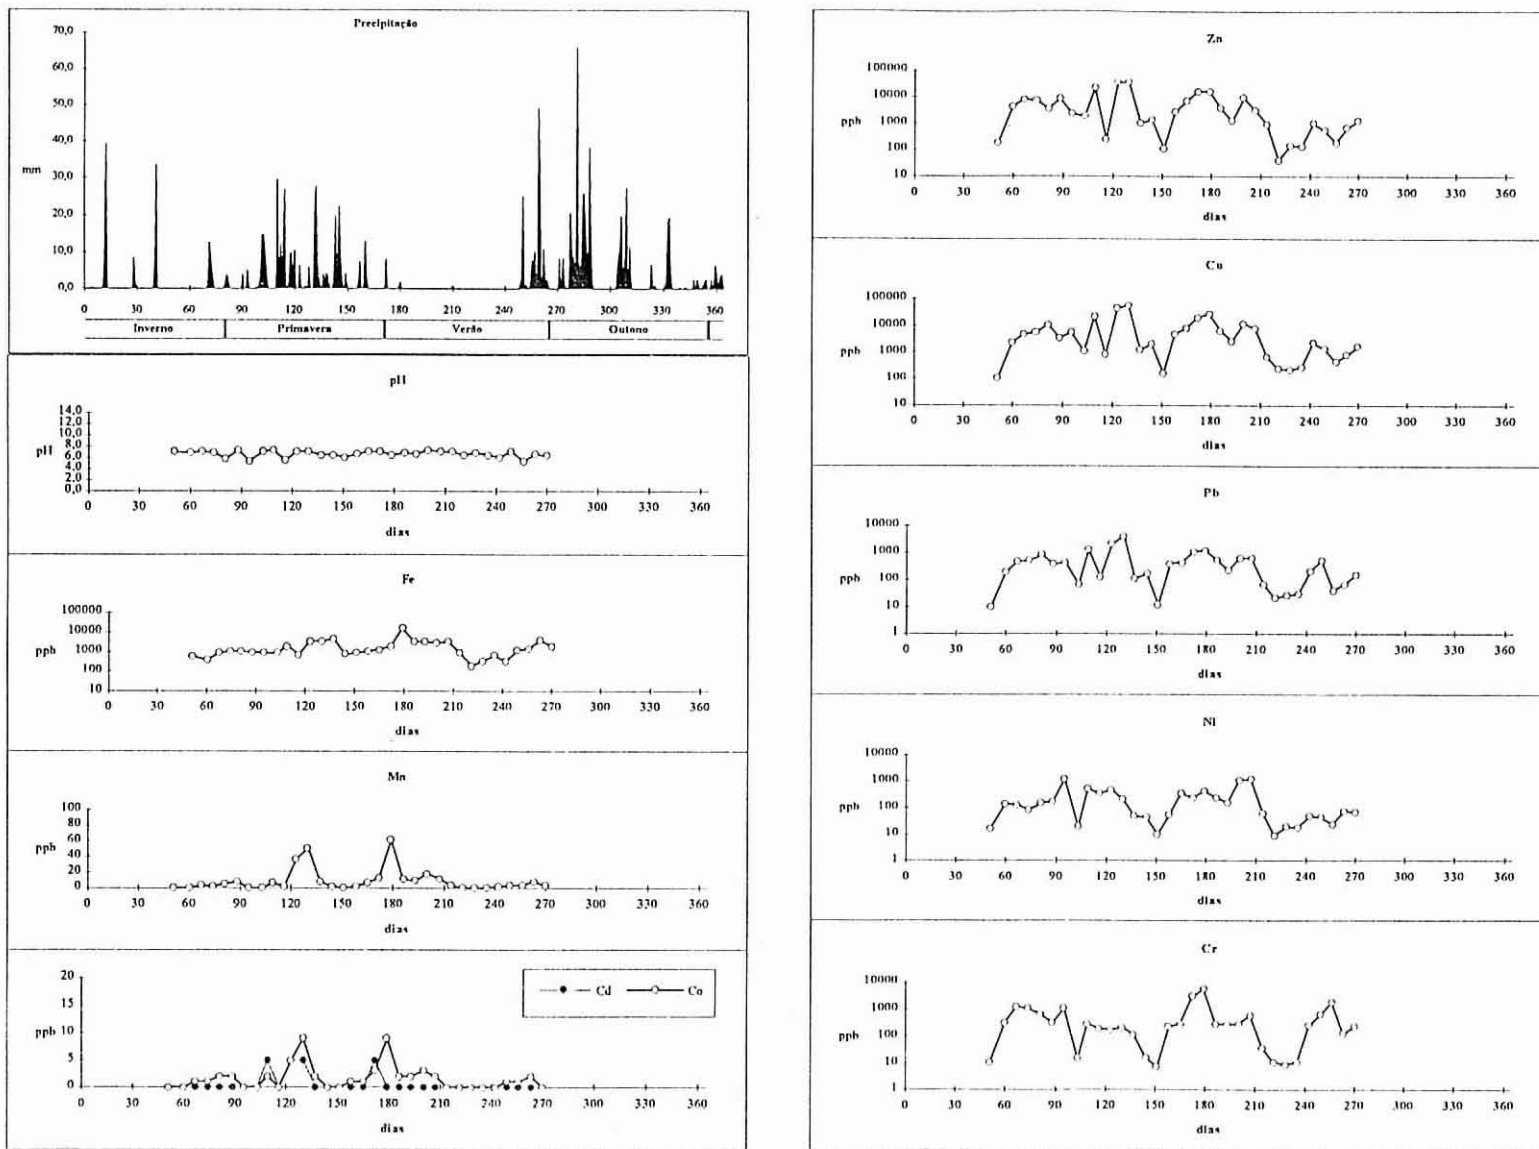 Precipitação
70,0
60,0
50,0
40,0
mm
30,0
20,0
10,0
0,0
0 30 60 90 120 150 180 210 240 270 300 330 360
Inverno Primavera Verão Outono
pH
14,0
12,0
10,0
pH 8,0
6,0
4,0
2,0
0,0
0 30 60 90 120 150 180 210 240 270 300 330 360
dias
Fe
100000
10000
ppb 1000
100
10
0 30 60 90 120 150 180 210 240 270 300 330 360
dias
Mn
100
80
60
ppb 40
20
0
0 30 60 90 120 150 180 210 240 270 300 330 360
dias
20
Cd Co
15
ppb 10
5
0
0 30 60 90 120 150 180 210 240 270 300 330 360
dias
Zn
100000
10000
ppb 1000
100
10
0 30 60 90 120 150 180 210 240 270 300 330 360
dias
Cu
100000
10000
ppb 1000
100
10
0 30 60 90 120 150 180 210 240 270 300 330 360
dias
Pb
10000
1000
ppb 100
10
1
0 30 60 90 120 150 180 210 240 270 300 330 360
dias
Ni
10000
1000
ppb 100
10
1
0 30 60 90 120 150 180 210 240 270 300 330 360
dias
Cr
10000
1000
ppb 100
10
1
0 30 60 90 120 150 180 210 240 270 300 330 360
dias